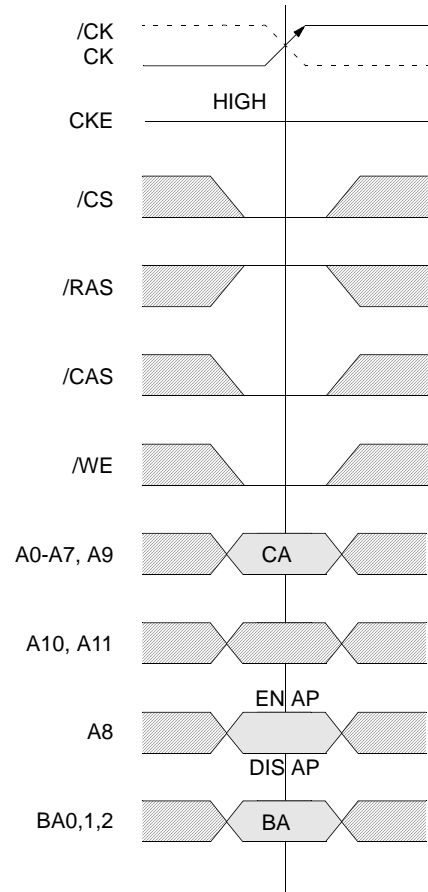 /CK
CK
HIGH
CKE
/CS
/RAS
/CAS
/WE
A0-A7, A9 CA
A10, A11
EN AP
A8
DIS AP
BA0,1,2 BA